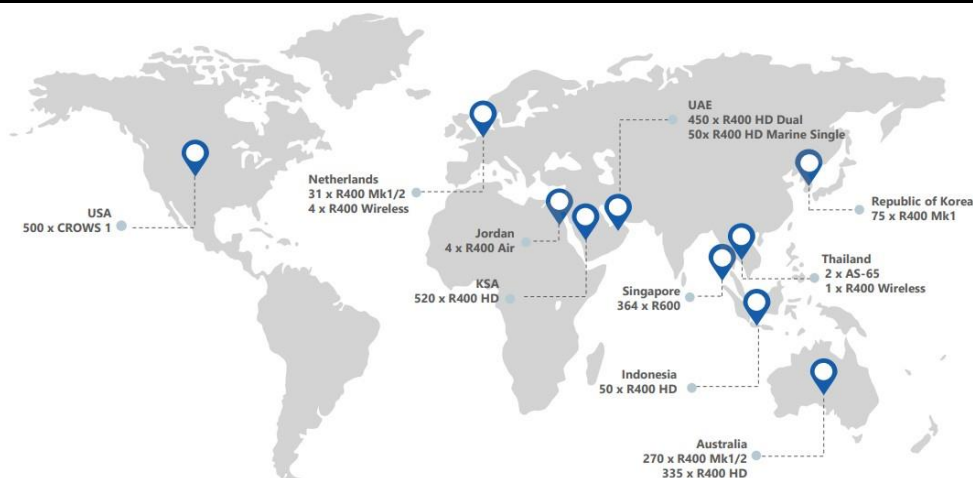 UAE
450 x R400 HD Dual
50x R400 HD Marine Single
Netherlands
31 x R400 Mk1/2
4 x R400 Wireless
USA
500 x CROWS 1
Republic of Korea
75 x R400 Mk1
Jordan
4 x R400 Air
Thailand
2 x AS-65
1 x R400 Wireless
KSA
520 x R400 HD
Singapore
364 x R600
Indonesia
50 x R400 HD
Australia
270 x R400 Mk1/2
335 x R400 HD